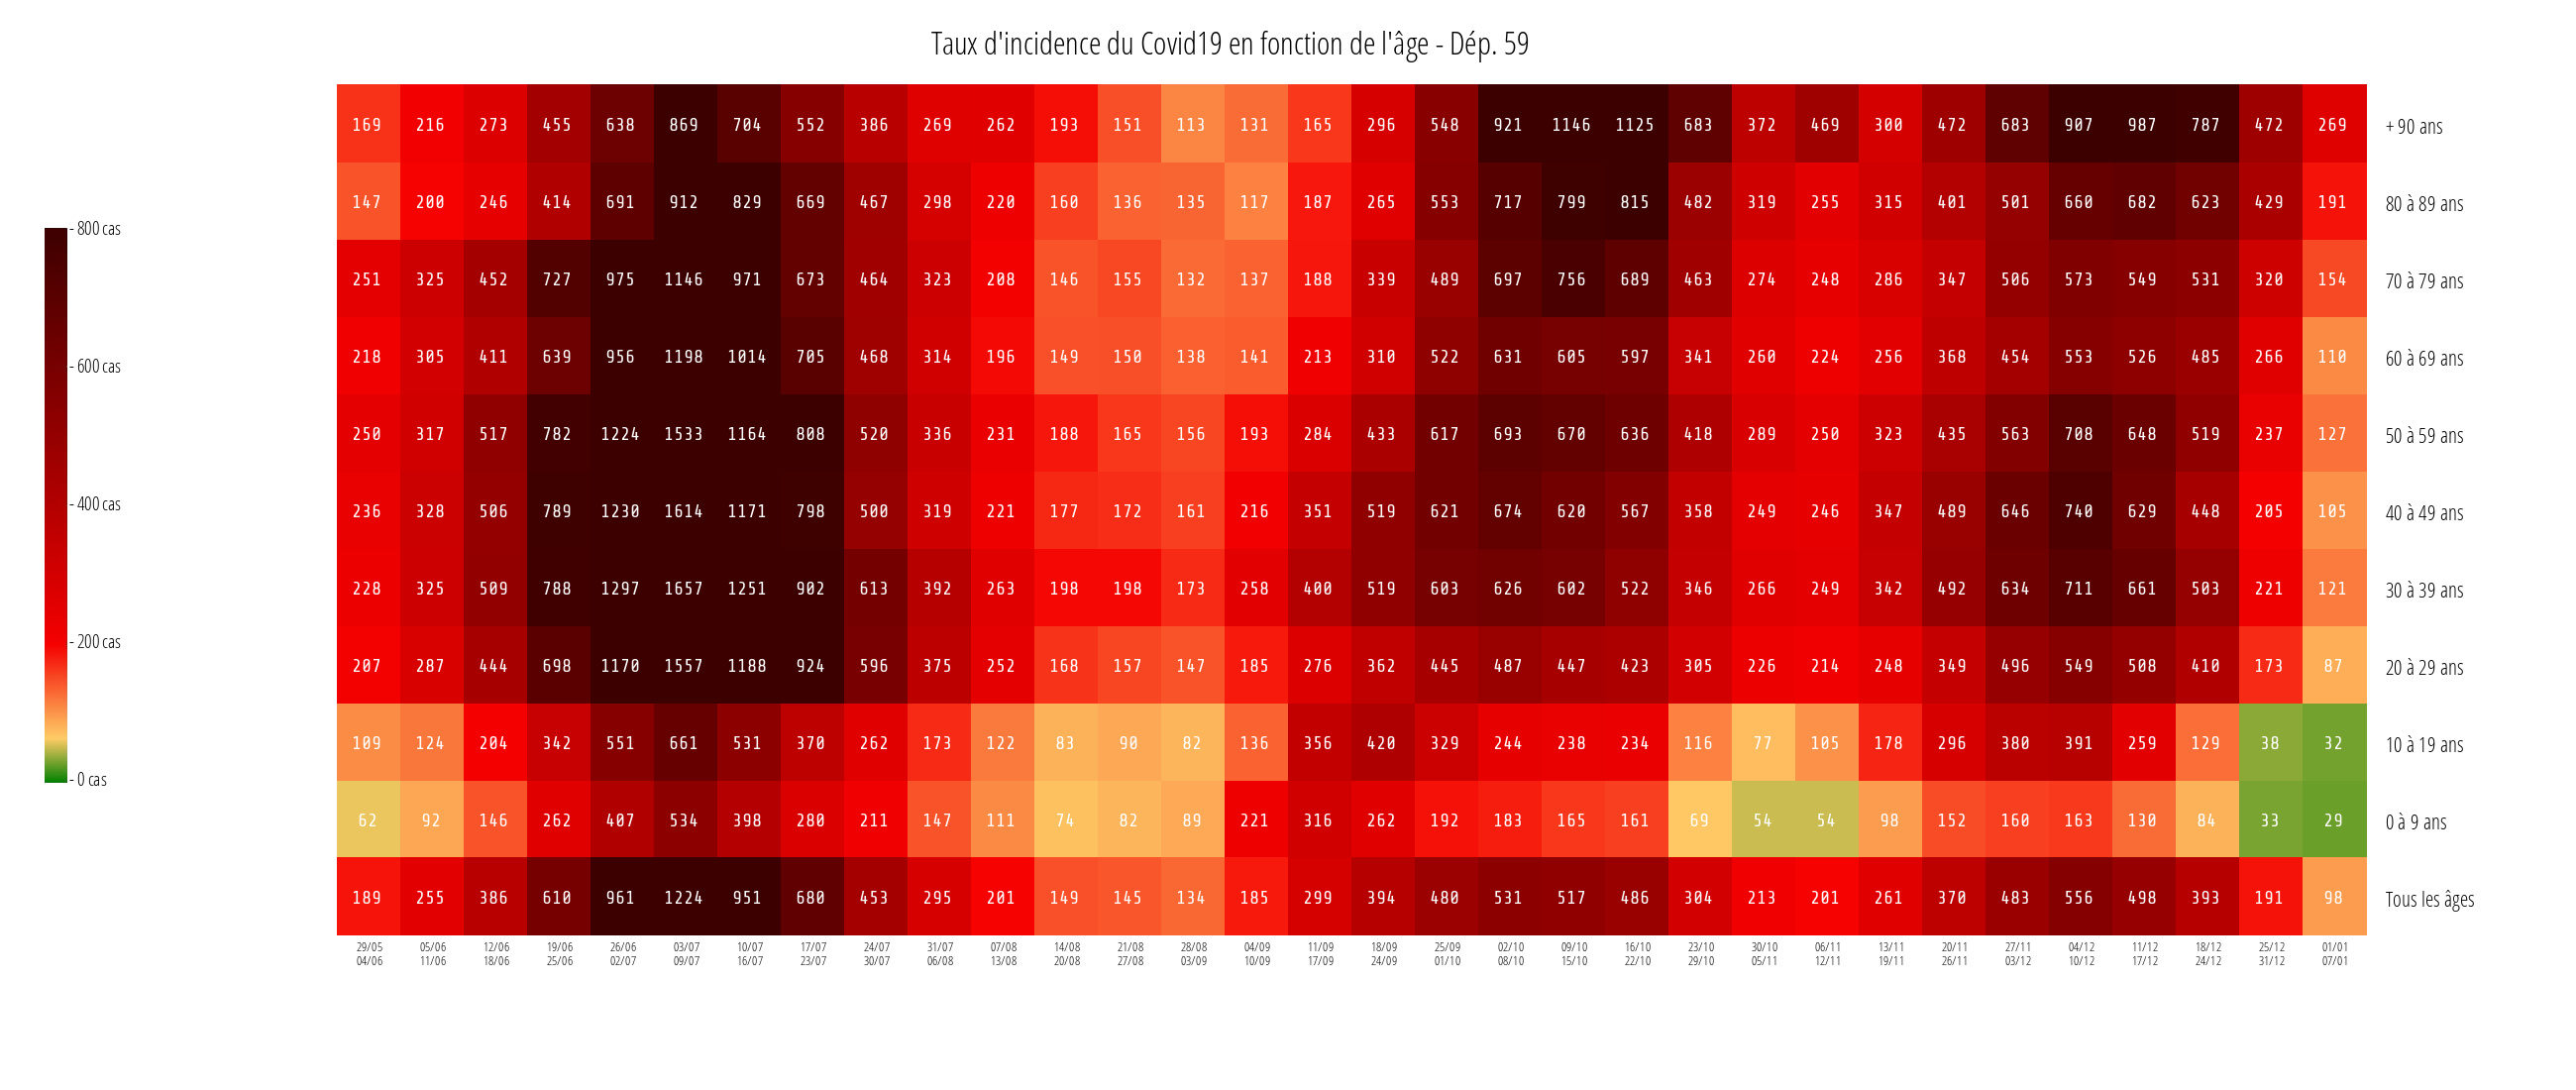 Taux d'incidence du Covid19 en fonction de l'âge - Dép. 59
169 216 273 455 638 869 704 552 386 269 262 193 151 113 131 165 296 548 921 1146 1125 683 372 469 300 472 683 907 987 787 472 269 + 90 ans
147 200 246 414 691 912 829 669 467 298 220 160 136 135 117 187 265 553 717 799 815 482 319 255 315 401 501 660 682 623 429 191 80 à 89 ans
- 800 cas
251 325 452 727 975 1146 971 673 464 323 208 146 155 132 137 188 339 489 697 756 689 463 274 248 286 347 506 573 549 531 320 154 70 à 79 ans
218 305 411 639 956 1198 1014 705 468 314 196 149 150 138 141 213 310 522 631 605 597 341 260 224 256 368 454 553 526 485 266 110 60 à 69 ans
- 600 cas
250 317 517 782 1224 1533 1164 808 520 336 231 188 165 156 193 284 433 617 693 670 636 418 289 250 323 435 563 708 648 519 237 127 50 à 59 ans
- 400 cas
236 328 506 789 1230 1614 1171 798 500 319 221 177 172 161 216 351 519 621 674 620 567 358 249 246 347 489 646 740 629 448 205 105 40 à 49 ans
228 325 509 788 1297 1657 1251 902 613 392 263 198 198 173 258 400 519 603 626 602 522 346 266 249 342 492 634 711 661 503 221 121 30 à 39 ans
- 200 cas
207 287 444 698 1170 1557 1188 924 596 375 252 168 157 147 185 276 362 445 487 447 423 305 226 214 248 349 496 549 508 410 173 87 20 à 29 ans
109 124 204 342 551 661 531 370 262 173 122 83 90 82 136 356 420 329 244 238 234 116 77 105 178 296 380 391 259 129 38 32 10 à 19 ans
- 0 cas
62 92 146 262 407 534 398 280 211 147 111 74 82 89 221 316 262 192 183 165 161 69 54 54 98 152 160 163 130 84 33 29 0 à 9 ans
189 255 386 610 961 1224 951 680 453 295 201 149 145 134 185 299 394 480 531 517 486 304 213 201 261 370 483 556 498 393 191 98 Tous les âges
29/05 05/06 12/06 19/06 26/06 03/07 10/07 17/07 24/07 31/07 07/08 14/08 21/08 28/08 04/09 11/09 18/09 25/09 02/10 09/10 16/10 23/10 30/10 06/11 13/11 20/11 27/11 04/12 11/12 18/12 25/12 01/01
04/06 11/06 18/06 25/06 02/07 09/07 16/07 23/07 30/07 06/08 13/08 20/08 27/08 03/09 10/09 17/09 24/09 01/10 08/10 15/10 22/10 29/10 05/11 12/11 19/11 26/11 03/12 10/12 17/12 24/12 31/12 07/01